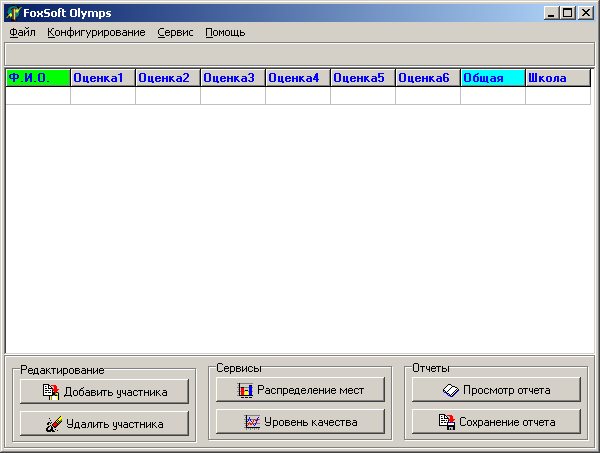 FoxSoft Olymps
Файл Конфигурирование Сервис Помощь
Ф.И.О. Оценка1 Оценка2 Оценка3 Оценка4 Оценка5 Оценка6 Общая Школа
Редактирование Сервисы Отчеты
Добавить участника Распределение мест Просмотр отчета
Удалить участника Уровень качества Сохранение отчета